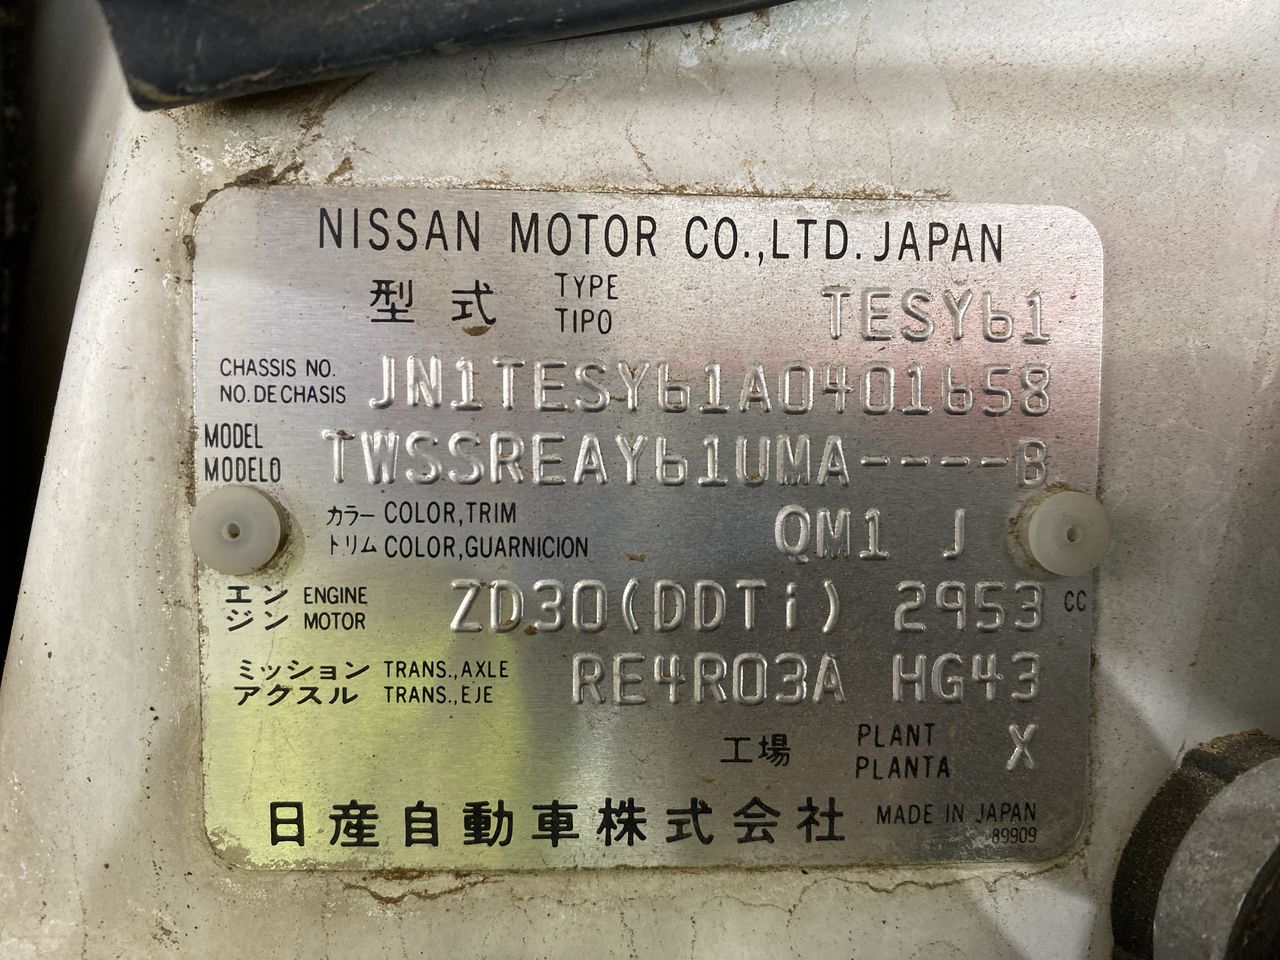 NISSAN MOTOR CO.,LTD. JAPAN
型式 TYPE TIPO TESY61
CHASSIS NO. NO. DE CHASIS JN1TESY61A0401658
MODEL MODELO TWSSREAY61UMA----B
カラー COLOR,TRIM トリム COLOR,GUARNICION QM1 J
エンジン ENGINE MOTOR ZD30(DDTi) 2953 CC
ミッション TRANS.,AXLE アクスル TRANS.,EJE RE4R03A HG43
工場 PLANT PLANTA X
日産自動車株式会社 MADE IN JAPAN
89909